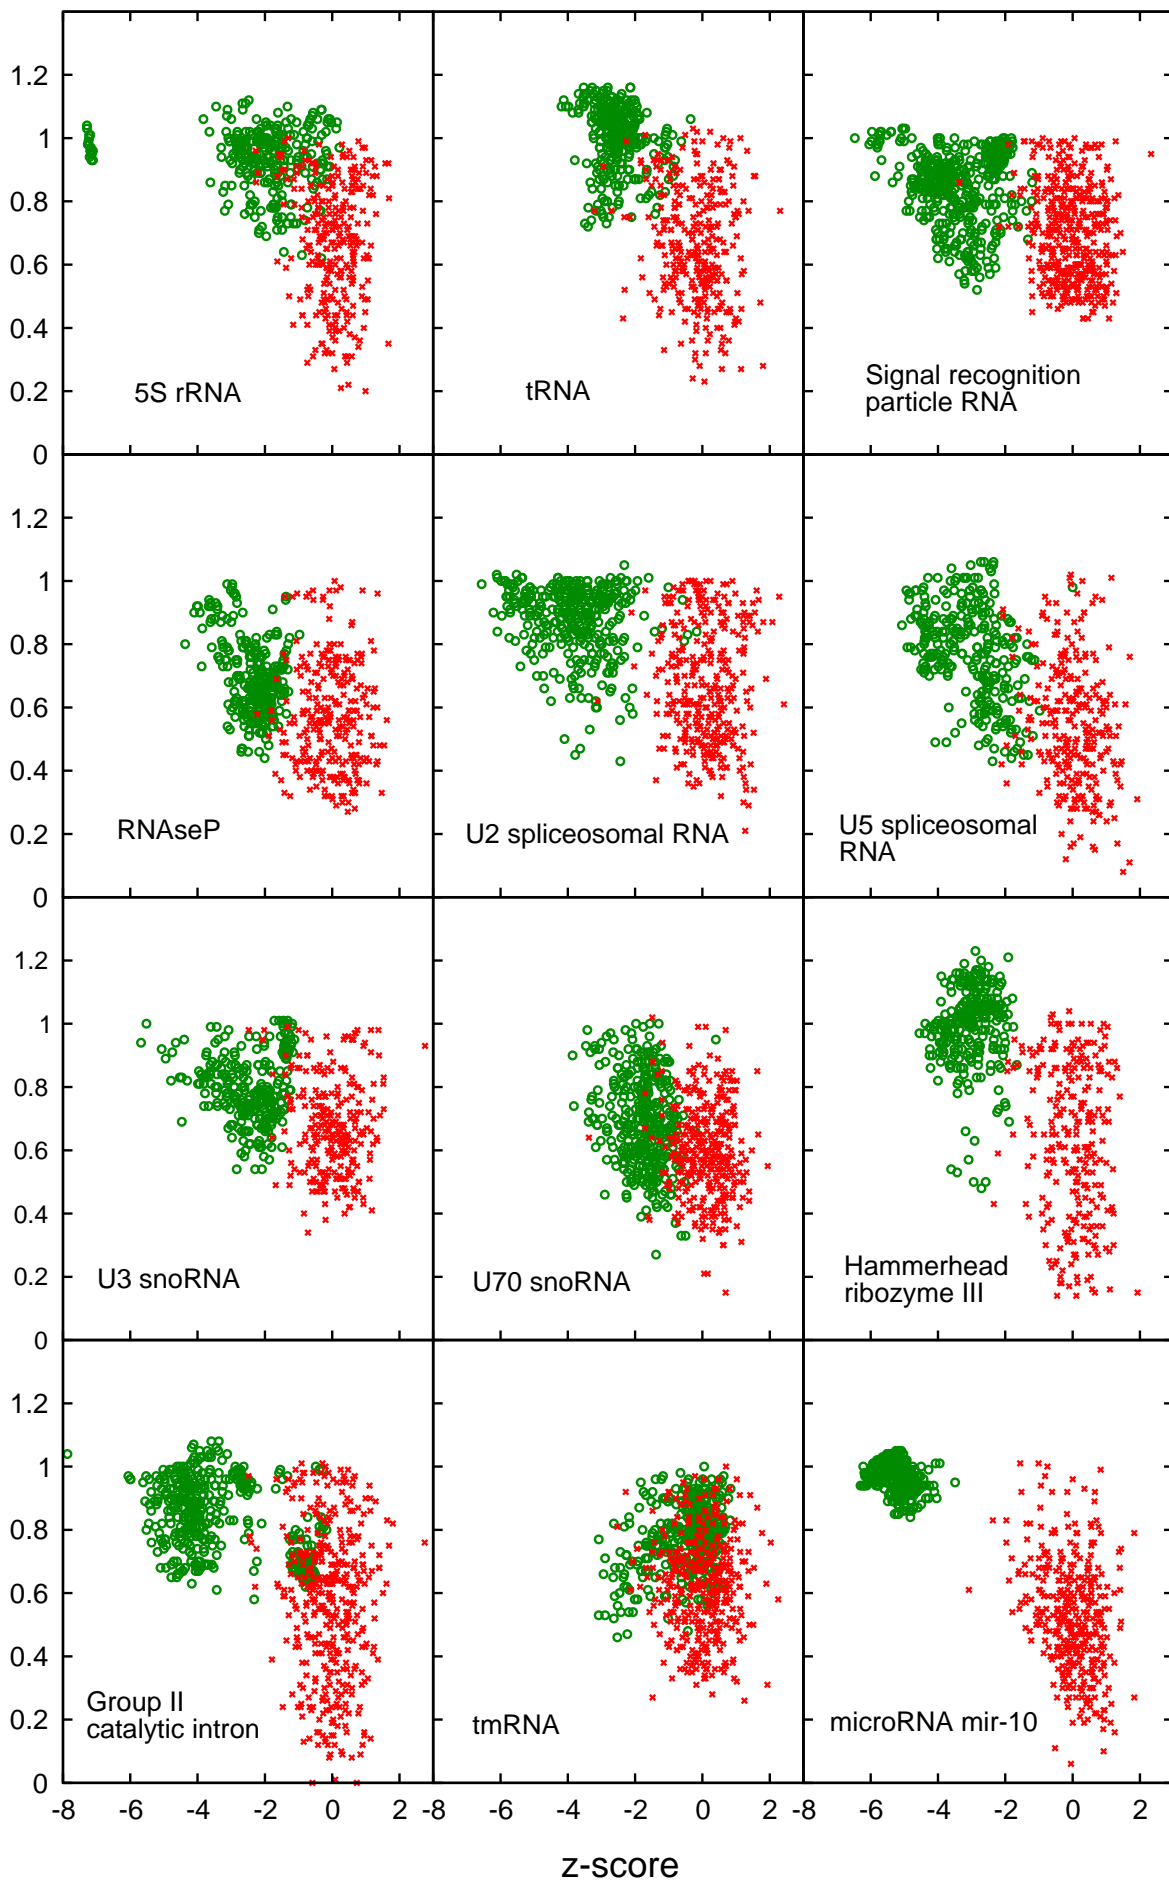 1.2
1
0.8
0.6
0.4
0.2
0
5S rRNA
tRNA
Signal recognition
particle RNA
1.2
1
0.8
0.6
0.4
0.2
0
RNAseP
U2 spliceosomal RNA
U5 spliceosomal
RNA
1.2
1
0.8
0.6
0.4
0.2
0
U3 snoRNA
U70 snoRNA
Hammerhead
ribozyme III
1.2
1
0.8
0.6
0.4
0.2
0
Group II
catalytic intron
tmRNA
microRNA mir-10
-8 -6 -4 -2 0 2 -8 -6 -4 -2 0 2 -8 -6 -4 -2 0 2
z-score